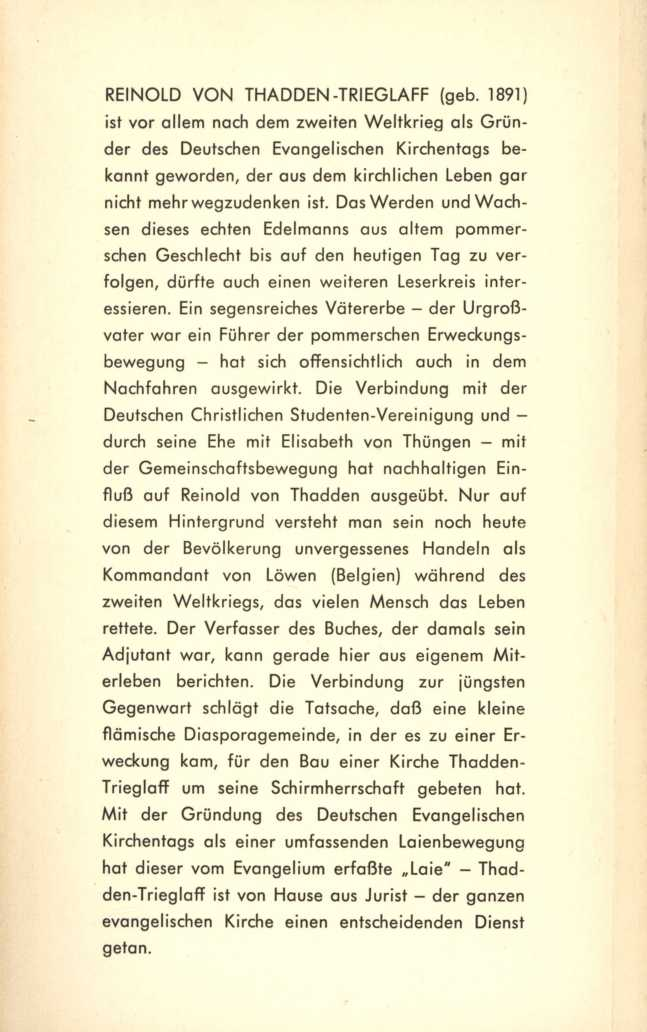 REINOLD VON THADDEN-TRIEGLAFF (geb. 1891)
ist vor allem nach dem zweiten Weltkrieg als Grün-
der des Deutschen Evangelischen Kirchentags be-
kannt geworden, der aus dem kirchlichen Leben gar
nicht mehr wegzudenken ist. Das Werden und Wach-
sen dieses echten Edelmanns aus altem pommer-
schen Geschlecht bis auf den heutigen Tag zu ver-
folgen, dürfte auch einen weiteren Leserkreis inter-
essieren. Ein segensreiches Vätererbe – der Urgroß-
vater war ein Führer der pommerschen Erweckungs-
bewegung – hat sich offensichtlich auch in dem
Nachfahren ausgewirkt. Die Verbindung mit der
Deutschen Christlichen Studenten-Vereinigung und –
durch seine Ehe mit Elisabeth von Thüngen – mit
der Gemeinschaftsbewegung hat nachhaltigen Ein-
fluß auf Reinold von Thadden ausgeübt. Nur auf
diesem Hintergrund versteht man sein noch heute
von der Bevölkerung unvergessenes Handeln als
Kommandant von Löwen (Belgien) während des
zweiten Weltkriegs, das vielen Mensch das Leben
rettete. Der Verfasser des Buches, der damals sein
Adjutant war, kann gerade hier aus eigenem Mit-
erleben berichten. Die Verbindung zur jüngsten
Gegenwart schlägt die Tatsache, daß eine kleine
flämische Diasporagemeinde, in der es zu einer Er-
weckung kam, für den Bau einer Kirche Thadden-
Trieglaff um seine Schirmherrschaft gebeten hat.
Mit der Gründung des Deutschen Evangelischen
Kirchentags als einer umfassenden Laienbewegung
hat dieser vom Evangelium erfaßte „Laie" – Thad-
den-Trieglaff ist von Hause aus Jurist – der ganzen
evangelischen Kirche einen entscheidenden Dienst
getan.